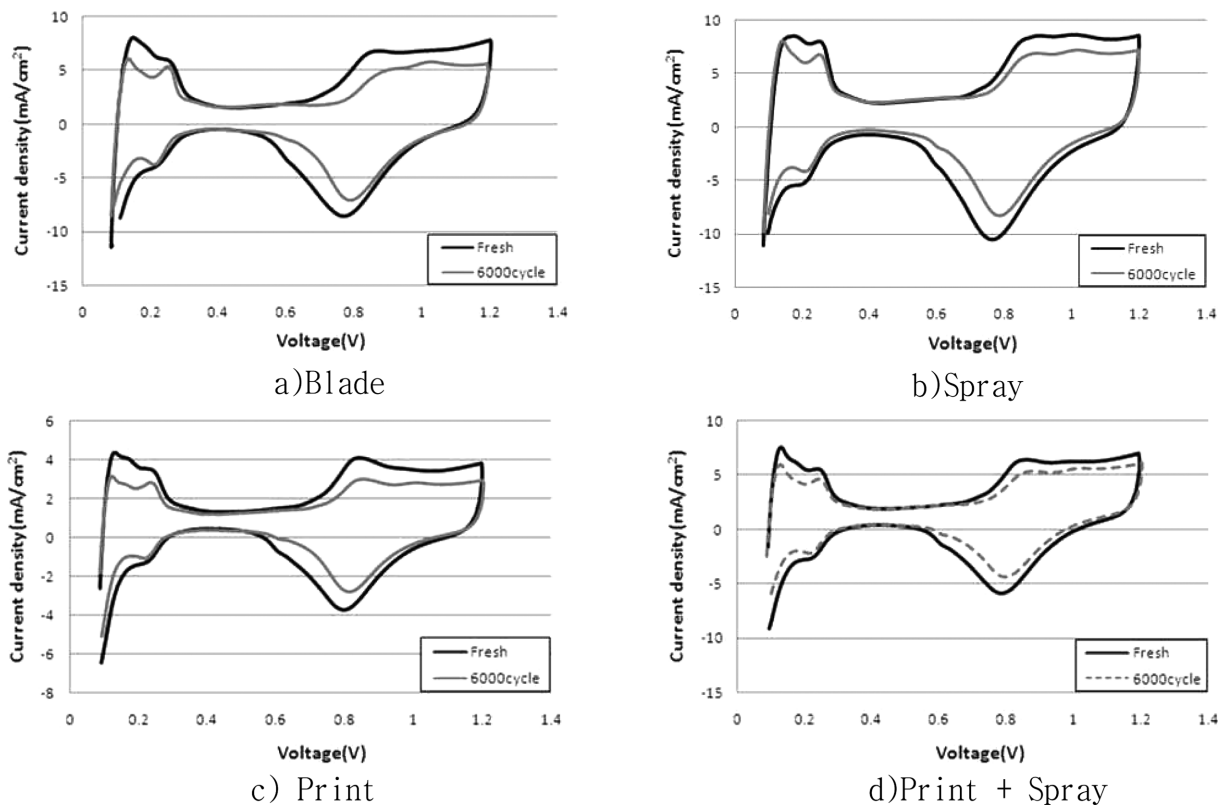 10
5
0
-5
-10
-15
Current density(mA/cm²)
0 0.2 0.4 0.6 0.8 1 1.2 1.4
Voltage(V)
Fresh
6000cycle
a)Blade
10
5
0
-5
-10
-15
Current density(mA/cm²)
0 0.2 0.4 0.6 0.8 1 1.2 1.4
Voltage(V)
Fresh
6000cycle
b)Spray
6
4
2
0
-2
-4
-6
-8
Current density(mA/cm²)
0 0.2 0.4 0.6 0.8 1 1.2 1.4
Voltage(V)
Fresh
6000cycle
c) Print
10
5
0
-5
-10
-15
Current density(mA/cm²)
0 0.2 0.4 0.6 0.8 1 1.2 1.4
Voltage(V)
Fresh
6000cycle
d)Print + Spray